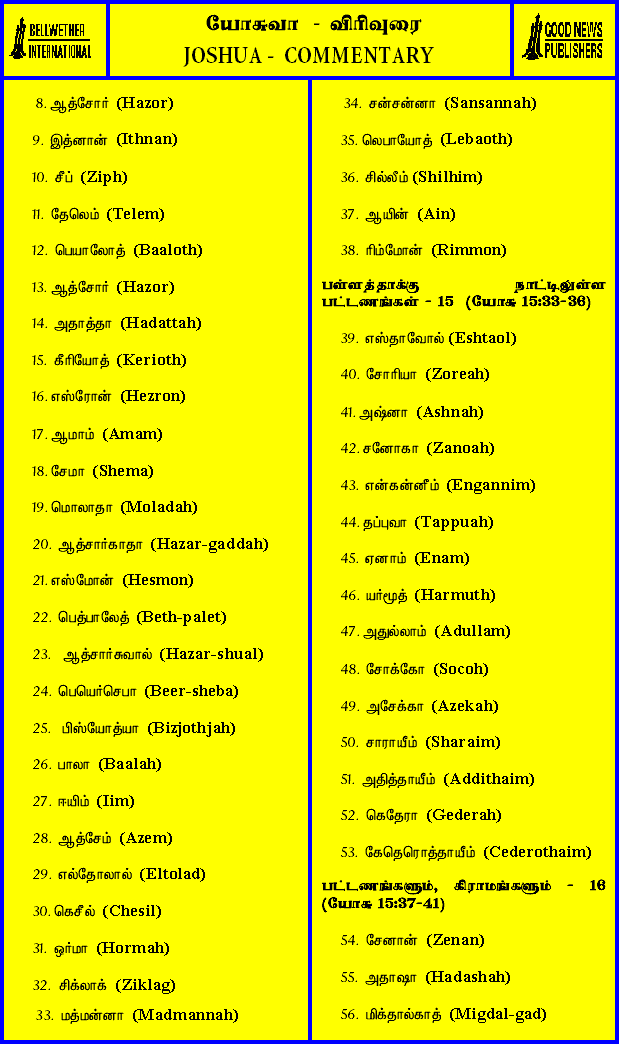 BELLWETHER
INTERNATIONAL
யோசுவா - விரிவுரை
JOSHUA - COMMENTARY
GOOD NEWS
PUBLISHERS
8. ஆத்சோர் (Hazor)
9. இத்னான் (Ithnan)
10. சீப் (Ziph)
11. தேலெம் (Telem)
12. பெயாலோத் (Baaloth)
13. ஆத்சோர் (Hazor)
14. அதாத்தா (Hadattah)
15. கீரியோத் (Kerioth)
16. எஸ்ரோன் (Hezron)
17. ஆமாம் (Amam)
18. சேமா (Shema)
19. மொலாதா (Moladah)
20. ஆத்சார்காதா (Hazar-gaddah)
21. எஸ்மோன் (Hesmon)
22. பெத்பாலேத் (Beth-palet)
23. ஆத்சார்சுவால் (Hazar-shual)
24. பெயெர்செபா (Beer-sheba)
25. பிஸ்யோத்யா (Bizjothjah)
26. பாலா (Baalah)
27. ஈயிம் (Iim)
28. ஆத்சேம் (Azem)
29. எல்தோலால் (Eltolad)
30. கெசீல் (Chesil)
31. ஒர்மா (Hormah)
32. சிக்லாக் (Ziklag)
33. மத்மன்னா (Madmannah)
34. சன்சன்னா (Sansannah)
35. லெபாயோத் (Lebaoth)
36. சில்லீம் (Shilhim)
37. ஆயின் (Ain)
38. ரிம்மோன் (Rimmon)
பள்ளத்தாக்கு நாட்டிலுள்ள
பட்டணங்கள் - 15 (யோசு 15:33-36)
39. எஸ்தாவோல் (Eshtaol)
40. சோரியா (Zoreah)
41. அஷ்னா (Ashnah)
42. சனோகா (Zanoah)
43. என்கன்னீம் (Engannim)
44. தப்புவா (Tappuah)
45. ஏனாம் (Enam)
46. யர்மூத் (Harmuth)
47. அதுல்லாம் (Adullam)
48. சோக்கோ (Socoh)
49. அசேக்கா (Azekah)
50. சாராயீம் (Sharaim)
51. அதித்தாயீம் (Addithaim)
52. கெதேரா (Gederah)
53. கேதெரொத்தாயீம் (Cederothaim)
பட்டணங்களும், கிராமங்களும் - 16
(யோசு 15:37-41)
54. சேனான் (Zenan)
55. அதாஷா (Hadashah)
56. மிக்தால்காத் (Migdal-gad)